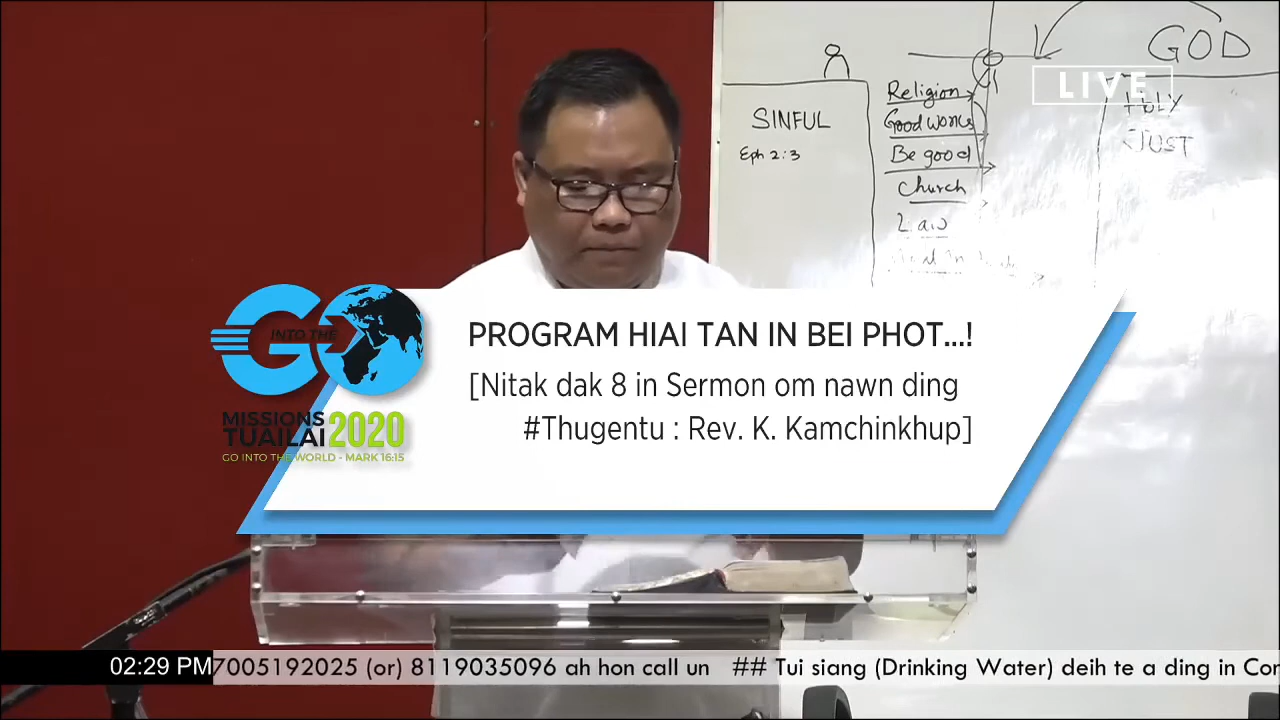 GOD
LIVE
Religion
SINFUL
Good works
HOLY
Eph 2:3
Be good
JUST
Church
Law
GO
INTO THE
MISSIONS
TUAILAI 2020
GO INTO THE WORLD - MARK 16:15
PROGRAM HIAI TAN IN BEI PHOT...!
[Nitak dak 8 in Sermon om nawn ding
#Thugentu : Rev. K. Kamchinkhup]
02:29 PM 7005192025 (or) 8119035096 ah hon call un ## Tui siang (Drinking Water) deih te a ding in Con